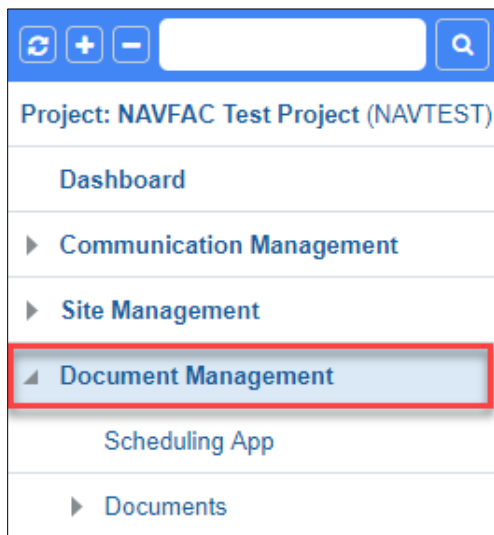 Project: NAVFAC Test Project (NAVTEST)
Dashboard
Communication Management
Site Management
Document Management
Scheduling App
Documents